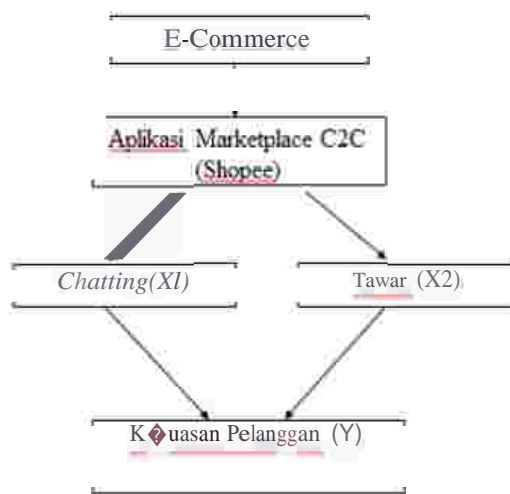 E-Commerce
Aplikasi Marketplace C2C
(Shopee)
Chatting(Xl)
Tawar (X2)
K�uasan Pelanggan (Y)